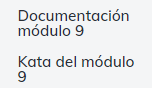 Documentación
módulo 9
Kata del módulo
9